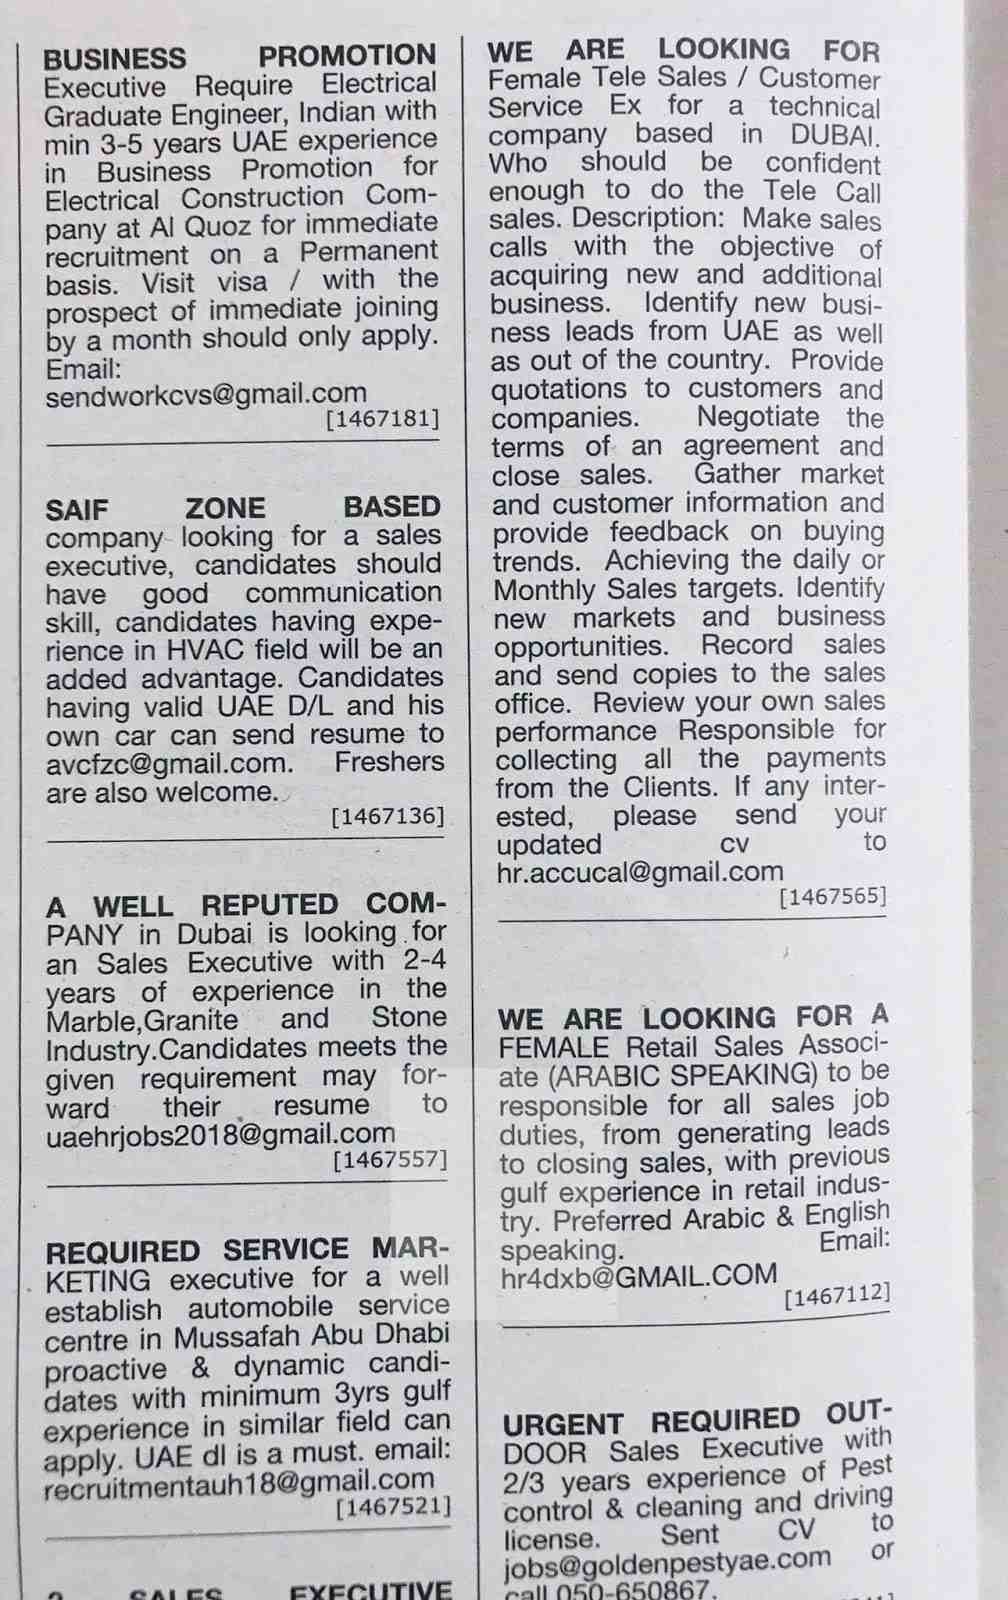 BUSINESS PROMOTION
Executive Require Electrical
Graduate Engineer, Indian with
min 3-5 years UAE experience
in Business Promotion for
Electrical Construction Com-
pany at Al Quoz for immediate
recruitment on a Permanent
basis. Visit visa / with the
prospect of immediate joining
by a month should only apply.
Email:
sendworkcvs@gmail.com
[1467181]
SAIF ZONE BASED
company looking for a sales
executive, candidates should
have good communication
skill, candidates having expe-
rience in HVAC field will be an
added advantage. Candidates
having valid UAE D/L and his
own car can send resume to
avcfzc@gmail.com. Freshers
are also welcome.
[1467136]
A WELL REPUTED COM-
PANY in Dubai is looking for
an Sales Executive with 2-4
years of experience in the
Marble,Granite and Stone
Industry.Candidates meets the
given requirement may for-
ward their resume to
uaehrjobs2018@gmail.com
[1467557]
REQUIRED SERVICE MAR-
KETING executive for a well
establish automobile service
centre in Mussafah Abu Dhabi
proactive & dynamic candi-
dates with minimum 3yrs gulf
experience in similar field can
apply. UAE dl is a must. email:
recruitmentauh18@gmail.com
[1467521]
2 SALES EXECUTIVE
WE ARE LOOKING FOR
Female Tele Sales / Customer
Service Ex for a technical
company based in DUBAI.
Who should be confident
enough to do the Tele Call
sales. Description: Make sales
calls with the objective of
acquiring new and additional
business. Identify new busi-
ness leads from UAE as well
as out of the country. Provide
quotations to customers and
companies. Negotiate the
terms of an agreement and
close sales. Gather market
and customer information and
provide feedback on buying
trends. Achieving the daily or
Monthly Sales targets. Identify
new markets and business
opportunities. Record sales
and send copies to the sales
office. Review your own sales
performance Responsible for
collecting all the payments
from the Clients. If any inter-
ested, please send your
updated cv to
hr.accucal@gmail.com
[1467565]
WE ARE LOOKING FOR A
FEMALE Retail Sales Associ-
ate (ARABIC SPEAKING) to be
responsible for all sales job
duties, from generating leads
to closing sales, with previous
gulf experience in retail indus-
try. Preferred Arabic & English
speaking. Email:
hr4dxb@GMAIL.COM
[1467112]
URGENT REQUIRED OUT-
DOOR Sales Executive with
2/3 years experience of Pest
control & cleaning and driving
license. Sent CV to
jobs@goldenpestyae.com or
call 050-650867.